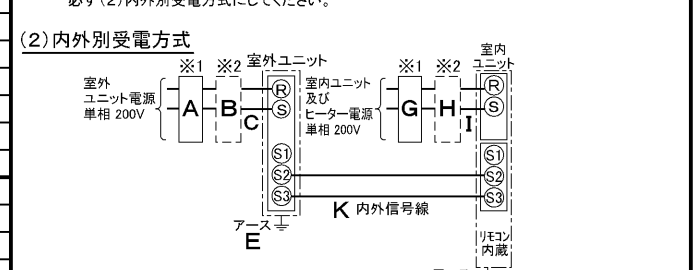 必ず(2)内外別受電方式にしてください。
(2)内外別受電方式
※1 ※2 室外ユニット
室外
ユニット電源
単相 200V
A
B
C
R
S
S1
S2
S3
アース
E
※1 ※2
室内
ユニット
室内ユニット
及び
ヒーター電源
単相 200V
G
H
I
R
S
S1
S2
S3
K 内外信号線
リモコン
内蔵